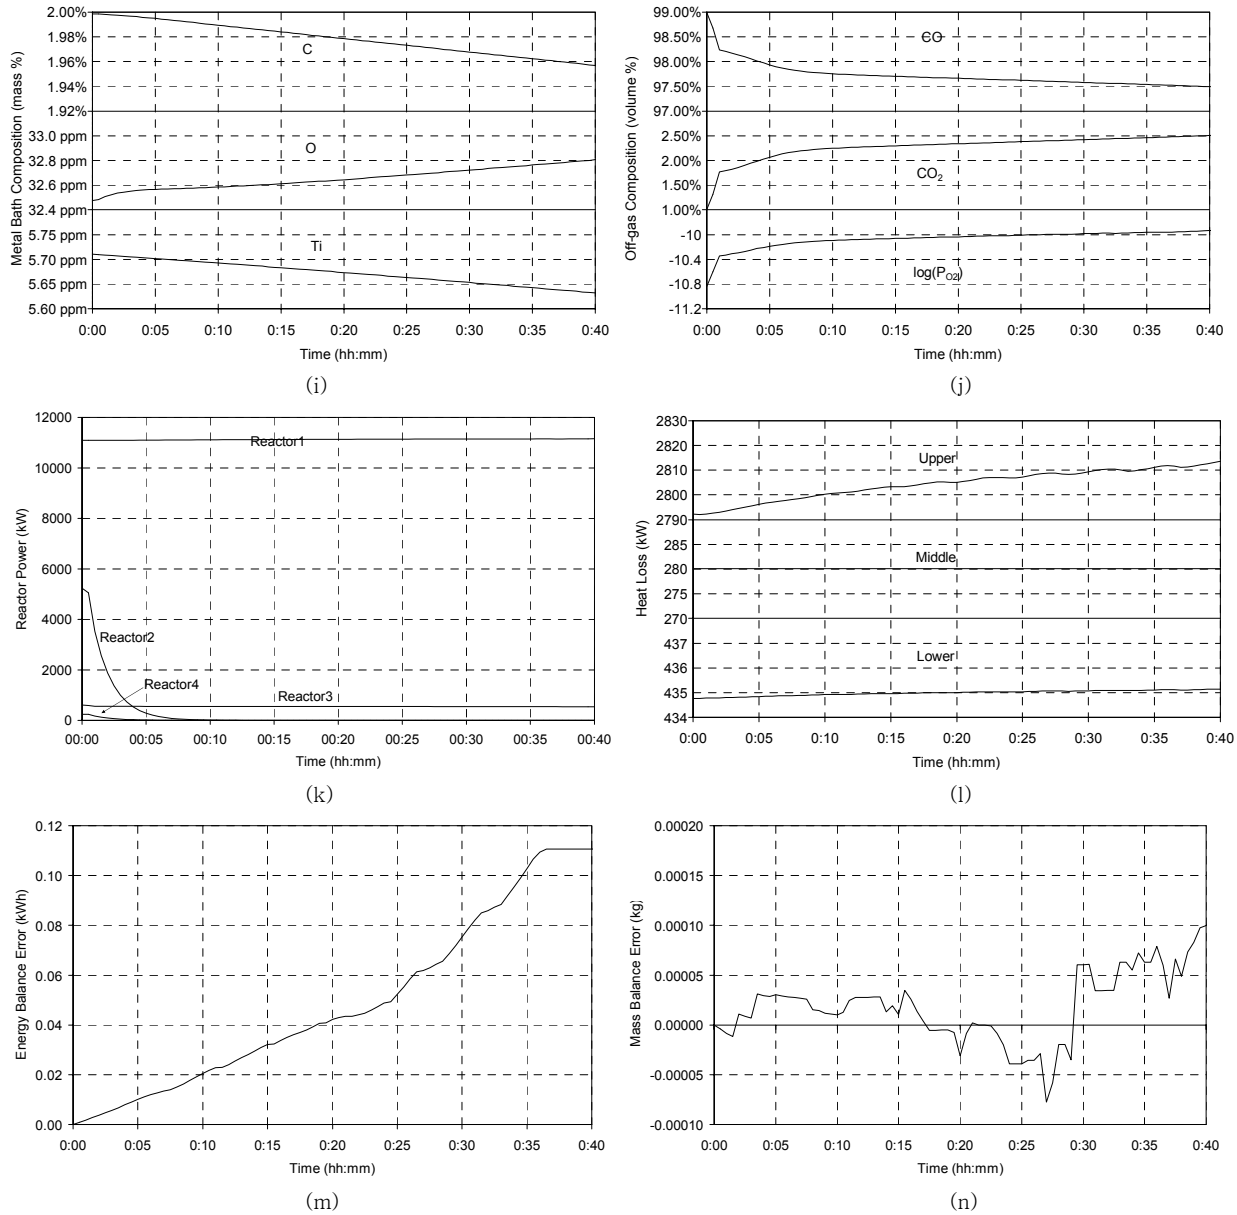 2.00%
1.98%
1.96%
1.94%
1.92%
33.0 ppm
32.8 ppm
32.6 ppm
32.4 ppm
5.75 ppm
5.70 ppm
5.65 ppm
5.60 ppm
Metal Bath Composition (mass %)
C
O
Ti
0:00 0:05 0:10 0:15 0:20 0:25 0:30 0:35 0:40
Time (hh:mm)
(i)
99.00%
98.50%
98.00%
97.50%
97.00%
2.50%
2.00%
1.50%
1.00%
-10
-10.4
-10.8
-11.2
Off-gas Composition (volume %)
CO
CO₂
log(P_O2)
0:00 0:05 0:10 0:15 0:20 0:25 0:30 0:35 0:40
Time (hh:mm)
(j)
12000
10000
8000
6000
4000
2000
0
Reactor Power (kW)
Reactor1
Reactor2
Reactor4
Reactor3
00:00 00:05 00:10 00:15 00:20 00:25 00:30 00:35 00:40
Time (hh:mm)
(k)
2830
2820
2810
2800
2790
285
280
275
270
437
436
435
434
Heat Loss (kW)
Upper
Middle
Lower
0:00 0:05 0:10 0:15 0:20 0:25 0:30 0:35 0:40
Time (hh:mm)
(l)
0.12
0.10
0.08
0.06
0.04
0.02
0.00
Energy Balance Error (kWh)
0:00 0:05 0:10 0:15 0:20 0:25 0:30 0:35 0:40
Time (hh:mm)
(m)
0.00020
0.00015
0.00010
0.00005
0.00000
-0.00005
-0.00010
Mass Balance Error (kg)
0:00 0:05 0:10 0:15 0:20 0:25 0:30 0:35 0:40
Time (hh:mm)
(n)